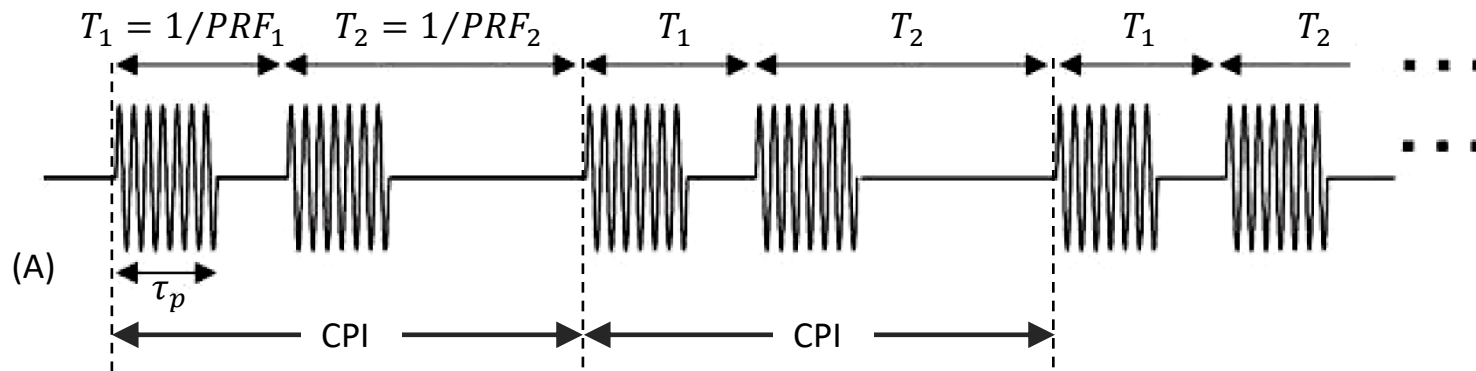 T₁ = 1/PRF₁ T₂ = 1/PRF₂ T₁ T₂ T₁ T₂
(A)
τₚ
CPI CPI